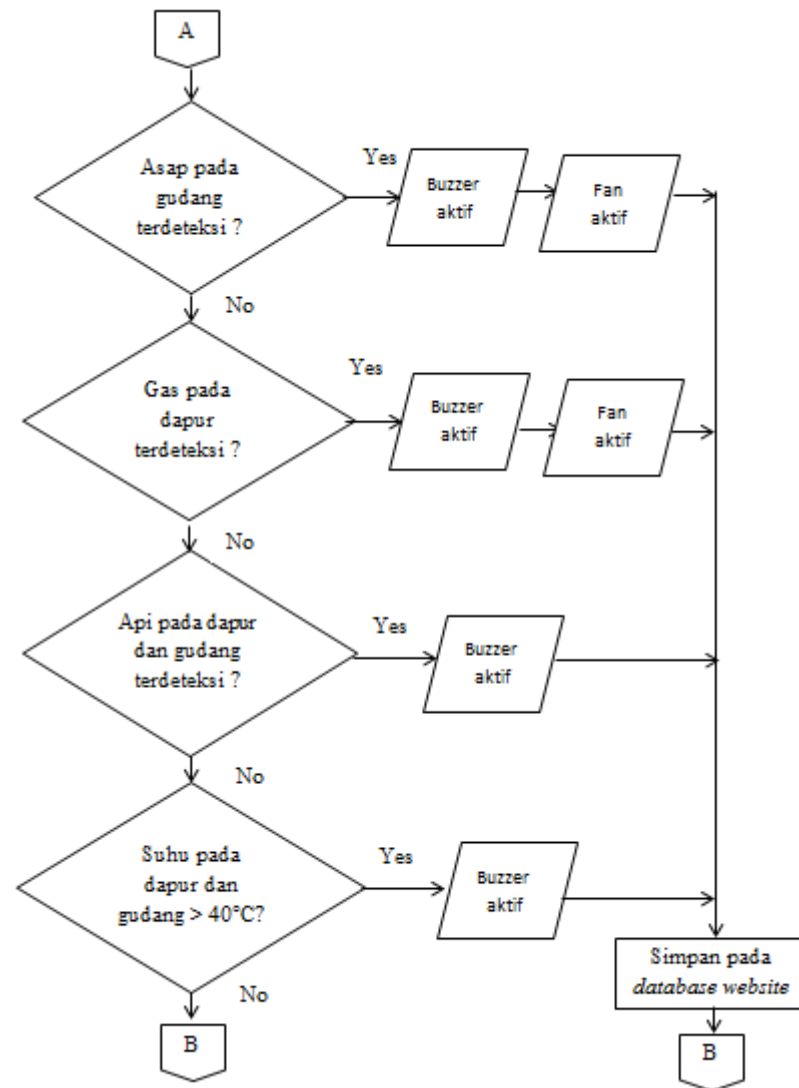 A
Asap pada
gudang
terdeteksi ?
Yes
Buzzer
aktif
Fan
aktif
No
Gas pada
dapur
terdeteksi ?
Yes
Buzzer
aktif
Fan
aktif
No
Api pada dapur
dan gudang
terdeteksi ?
Yes
Buzzer
aktif
No
Suhu pada
dapur dan
gudang > 40°C?
Yes
Buzzer
aktif
No
B
Simpan pada
database website
B